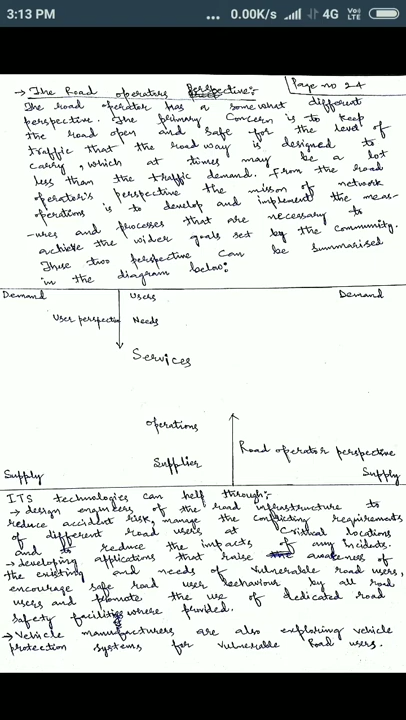 3:13 PM ... 0.00K/s 4G VoLTE
Page no 24
→ The Road operators Perspective:-
The road operator has a some what different
perspective. The primary Concern is to keep
the road open and safe for the level of
traffic that the road way is designed to
carry, which at times may be a lot
less than the traffic demand. From the road
operator's perspective the misson of network
operations is to develop and implement the meas-
-ures and processes that are necessary to
achieve the wider goals set by the community.
These two perspective can be summarised
in the diagram below:
Demand Users Demand
User perspective Needs
Services
operations
Road operator perspective
Supply Supplier Supply
ITS technologies can help through:-
→ design engineers of the road infrastructure to
reduce accident risk, manage the conflicting requirements
of different road users at Critical locations
and to reduce the impacts of any Incidents.
→ developing applications that raise awareness of
the existing and needs of Vulnerable road users,
encourage safe road user behaviour by all road
users and promote the use of dedicated road
safety facilities where provided.
→ Vehicle manufacturers are also exploring vehicle
protection systems for Vulnerable Road users.